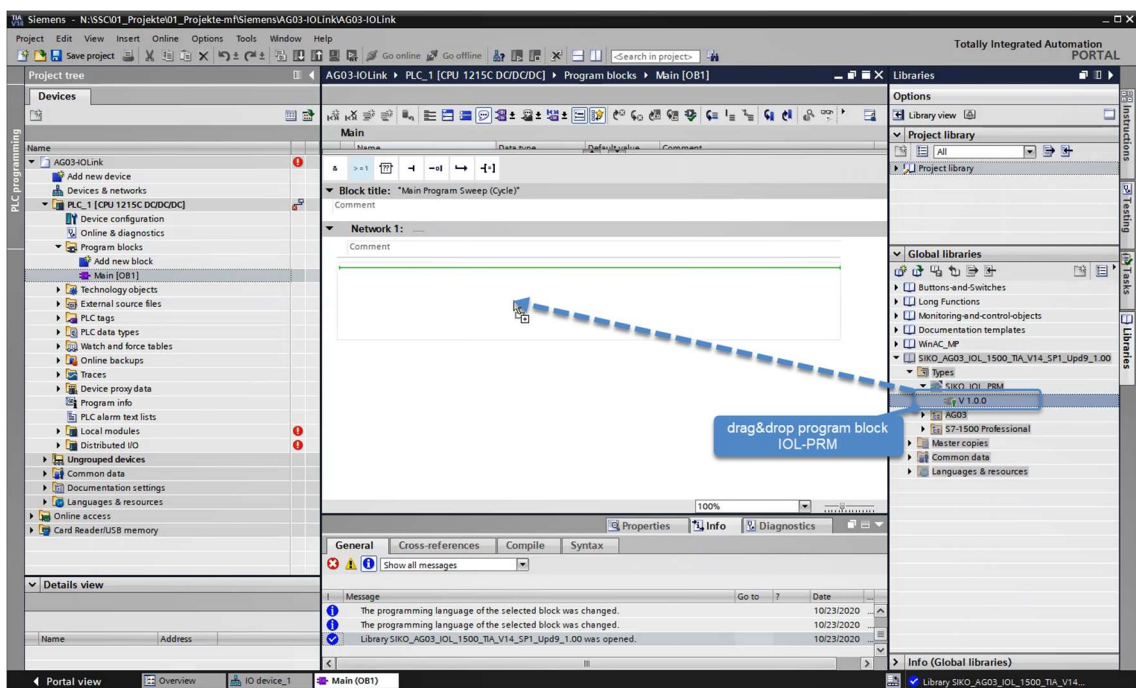 Siemens - N:\SSC\01_Projekte\01_Projekte-mf\Siemens\AG03-IOLink\AG03-IOLink
Project Edit View Insert Online Options Tools Window Help
Totally Integrated Automation
PORTAL
Save project
Go online
Go offline
<Search in project>
Project tree
AG03-IOLink PLC_1 [CPU 1215C DC/DC/DC] Program blocks Main [OB1]
Libraries
Devices
Options
Library view
Main
Project library
Name
Name Data type Default value Comment
All
AG03-IOLink
& >=1 ??
Project library
Add new device
Devices & networks
Block title: "Main Program Sweep (Cycle)"
PLC_1 [CPU 1215C DC/DC/DC]
Comment
Device configuration
Online & diagnostics
Network 1:
Program blocks
Comment
Global libraries
Add new block
Main [OB1]
Technology objects
External source files
PLC tags
PLC data types
Watch and force tables
Online backups
Traces
Device proxy data
Program info
PLC alarm text lists
Local modules
Distributed I/O
Ungrouped devices
Common data
Documentation settings
Languages & resources
Online access
Card Reader/USB memory
Buttons-and-Switches
Long Functions
Monitoring-and-control-objects
Documentation templates
WinAC_MP
SIKO_AG03_IOL_1500_TIA_V14_SP1_Upd9_1.00
Types
SIKO_IOL_PRM
V 1.0.0
AG03
S7-1500 Professional
Master copies
Common data
Languages & resources
drag&drop program block
IOL-PRM
PLC programming
Instructions
Testing
Tasks
Libraries
100%
Properties Info Diagnostics
General Cross-references Compile Syntax
Show all messages
Details view
! Message Go to ? Date
The programming language of the selected block was changed. 10/23/2020
The programming language of the selected block was changed. 10/23/2020
Library SIKO_AG03_IOL_1500_TIA_V14_SP1_Upd9_1.00 was opened. 10/23/2020
Name Address
Info (Global libraries)
Portal view Overview IO device_1 Main (OB1)
Library SIKO_AG03_IOL_1500_TIA_V14...